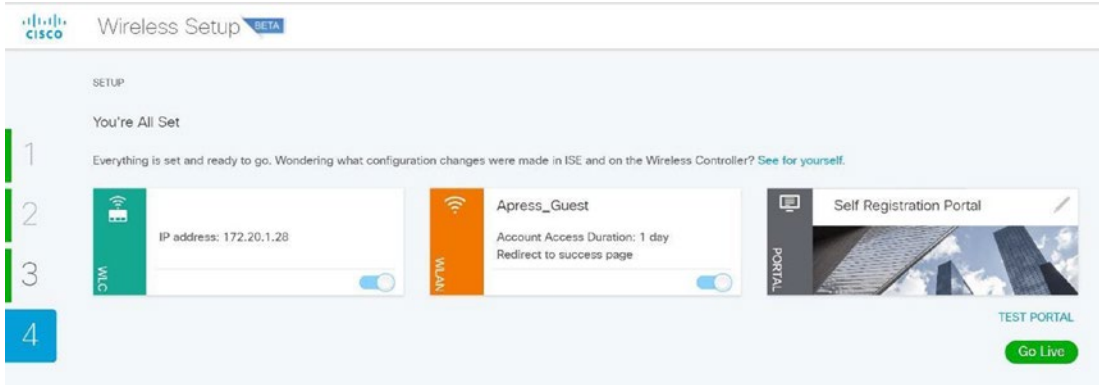 CISCO
Wireless Setup BETA
SETUP
You're All Set
1
Everything is set and ready to go. Wondering what configuration changes were made in ISE and on the Wireless Controller? See for yourself.
2
3
4
WLC
IP address: 172.20.1.28
WLAN
Apress_Guest
Account Access Duration: 1 day
Redirect to success page
PORTAL
Self Registration Portal
TEST PORTAL
Go Live